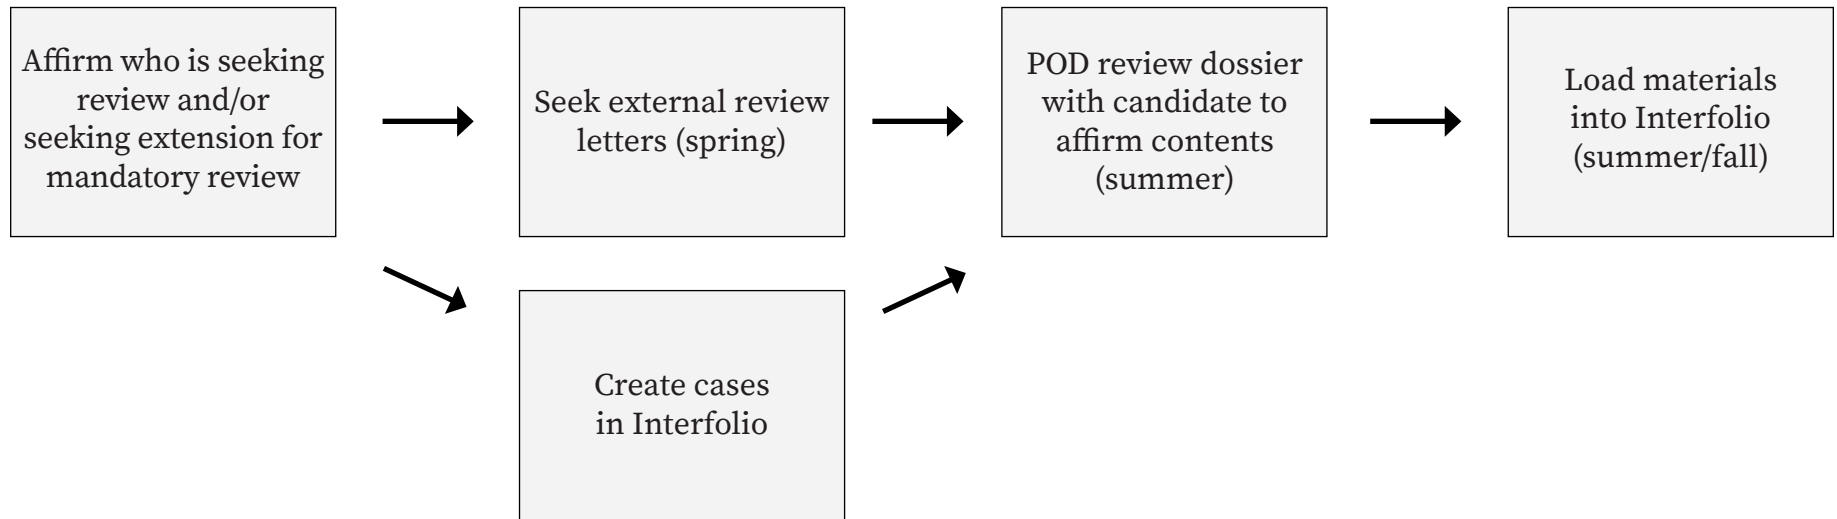 Affirm who is seeking
review and/or
seeking extension for
mandatory review
Seek external review
letters (spring)
POD review dossier
with candidate to
affirm contents
(summer)
Load materials
into Interfolio
(summer/fall)
Create cases
in Interfolio